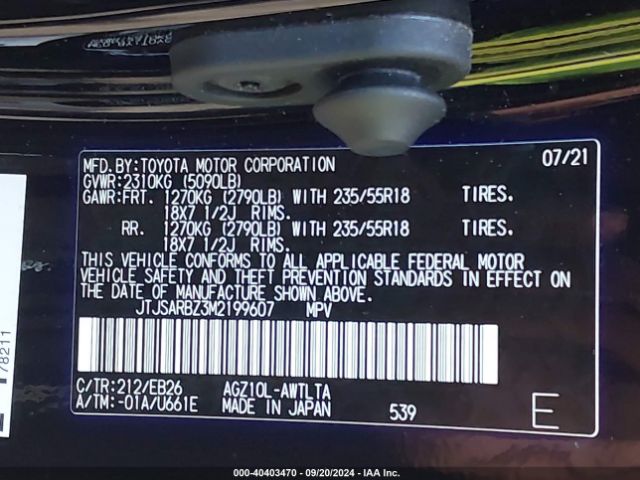 MFD.BY:TOYOTA MOTOR CORPORATION 07/21
GVWR:2310KG (5090LB)
GAWR:FRT. 1270KG (2790LB) WITH 235/55R18 TIRES.
18X7 1/2J RIMS.
RR. 1270KG (2790LB) WITH 235/55R18 TIRES.
18X7 1/2J RIMS.
THIS VEHICLE CONFORMS TO ALL APPLICABLE FEDERAL MOTOR
VEHICLE SAFETY AND THEFT PREVENTION STANDARDS IN EFFECT ON
THE DATE OF MANUFACTURE SHOWN ABOVE.
JTJSARBZ3M2199607 MPV
C/TR:212/EB26 AGZ10L-AWTLTA
A/TM:-01A/U661E MADE IN JAPAN 539 E
78211
000-40403470 - 09/20/2024 - IAA Inc.